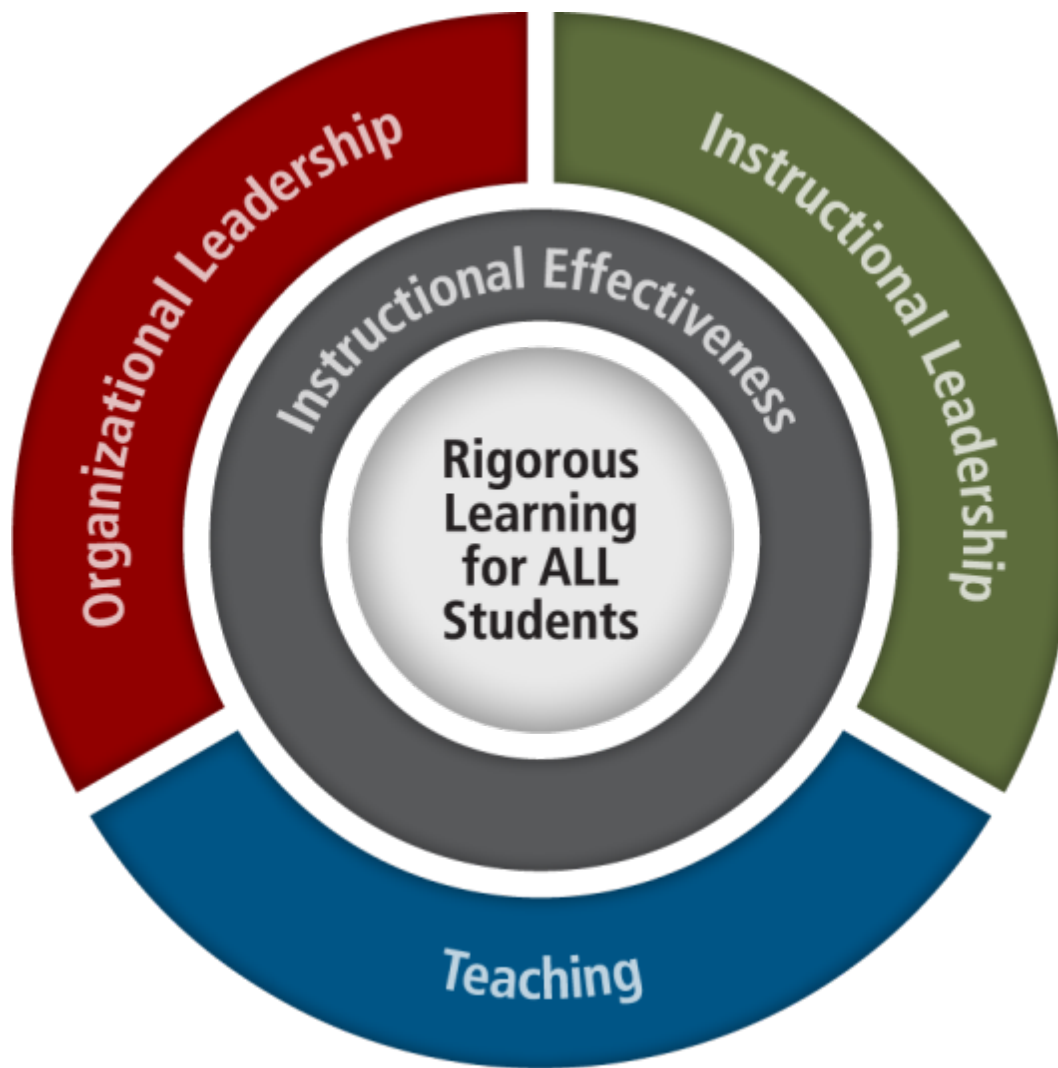 Organizational Leadership
Instructional Leadership
Instructional Effectiveness
Rigorous
Learning
for ALL
Students
Teaching